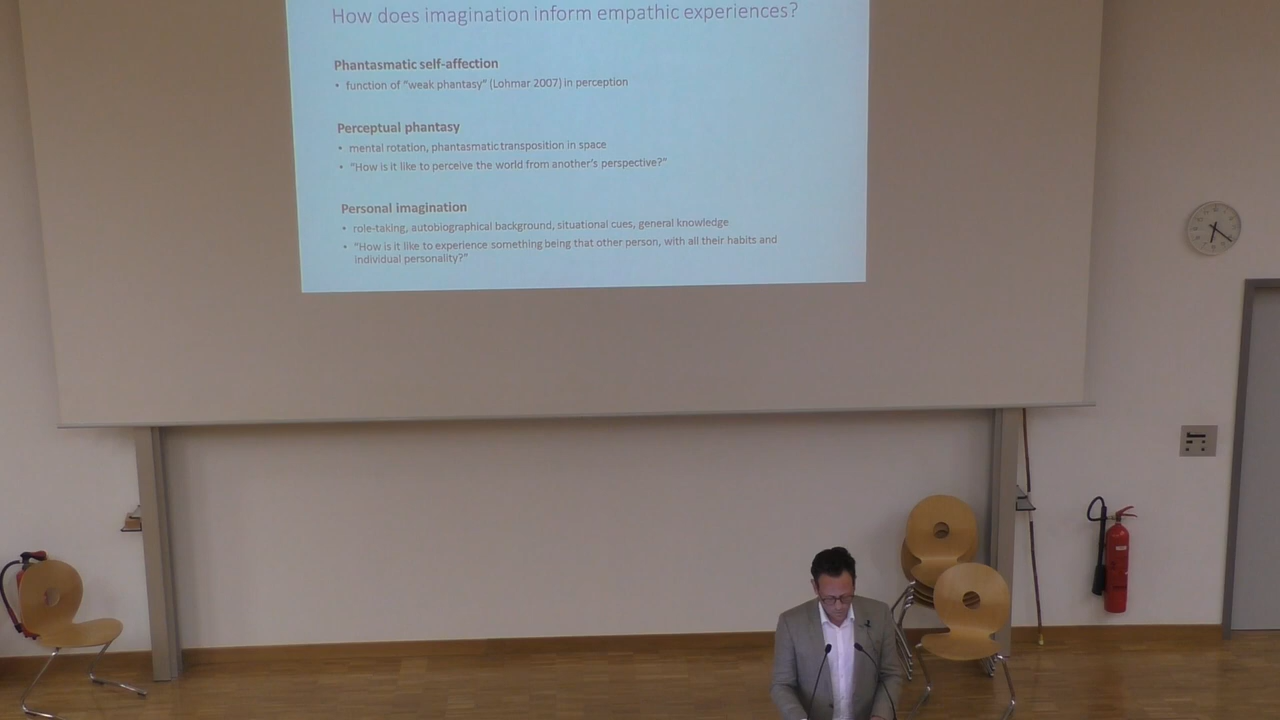 How does imagination inform empathic experiences?
Phantasmatic self-affection
• function of "weak phantasy" (Lohmar 2007) in perception
Perceptual phantasy
• mental rotation, phantasmatic transposition in space
• "How is it like to perceive the world from another's perspective?"
Personal imagination
• role-taking, autobiographical background, situational cues, general knowledge
• "How is it like to experience something being that other person, with all their habits and
individual personality?"